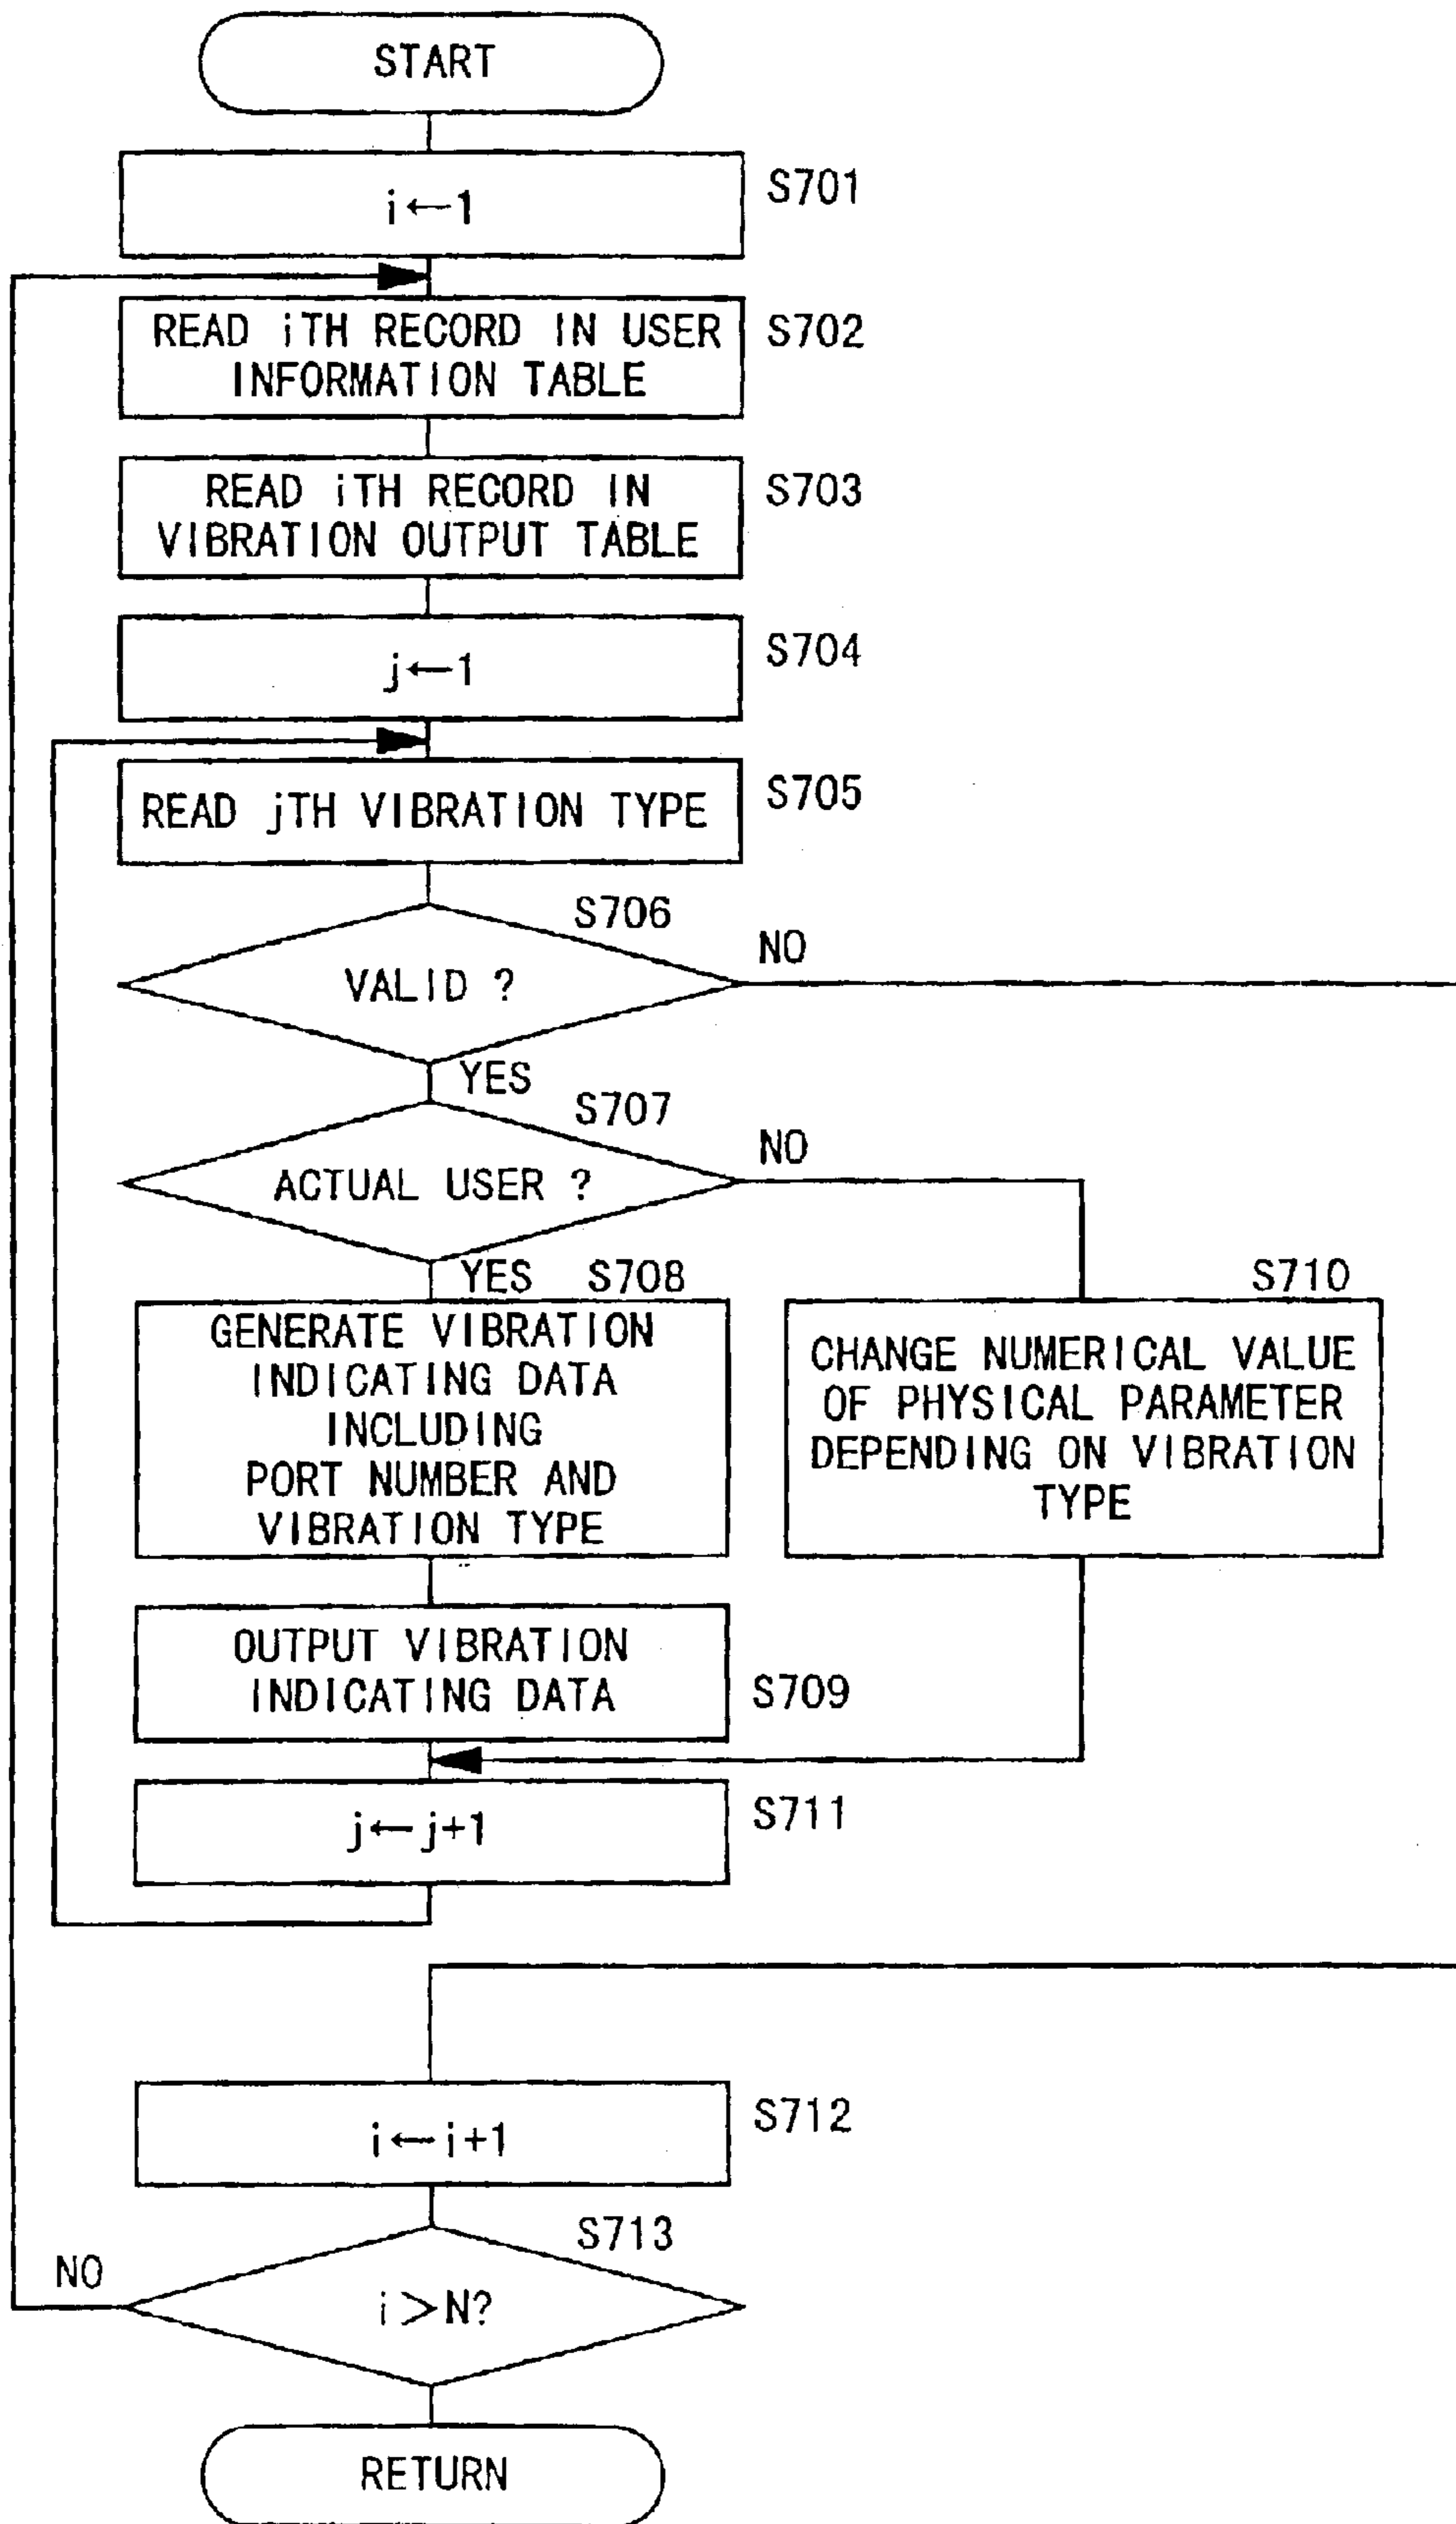 START
i←1
S701
READ iTH RECORD IN USER
INFORMATION TABLE
S702
READ iTH RECORD IN
VIBRATION OUTPUT TABLE
S703
j←1
S704
READ jTH VIBRATION TYPE
S705
S706
VALID ?
NO
YES
S707
ACTUAL USER ?
NO
YES
S708
GENERATE VIBRATION
INDICATING DATA
INCLUDING
PORT NUMBER AND
VIBRATION TYPE
S710
CHANGE NUMERICAL VALUE
OF PHYSICAL PARAMETER
DEPENDING ON VIBRATION
TYPE
OUTPUT VIBRATION
INDICATING DATA
S709
j←j+1
S711
i←i+1
S712
S713
NO
i>N?
RETURN